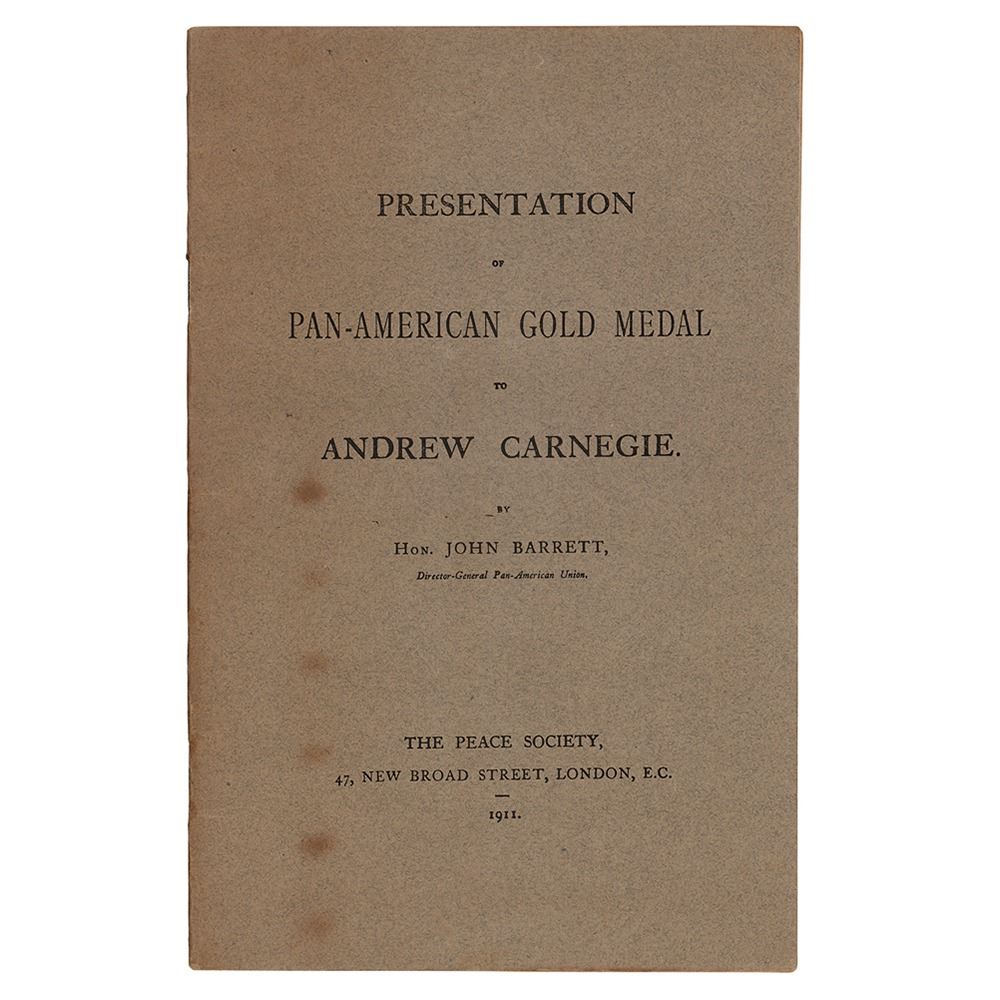 PRESENTATION
OF
PAN-AMERICAN GOLD MEDAL
TO
ANDREW CARNEGIE.
BY
Hon. JOHN BARRETT,
Director-General Pan-American Union.
THE PEACE SOCIETY,
47, NEW BROAD STREET, LONDON, E.C.
1911.